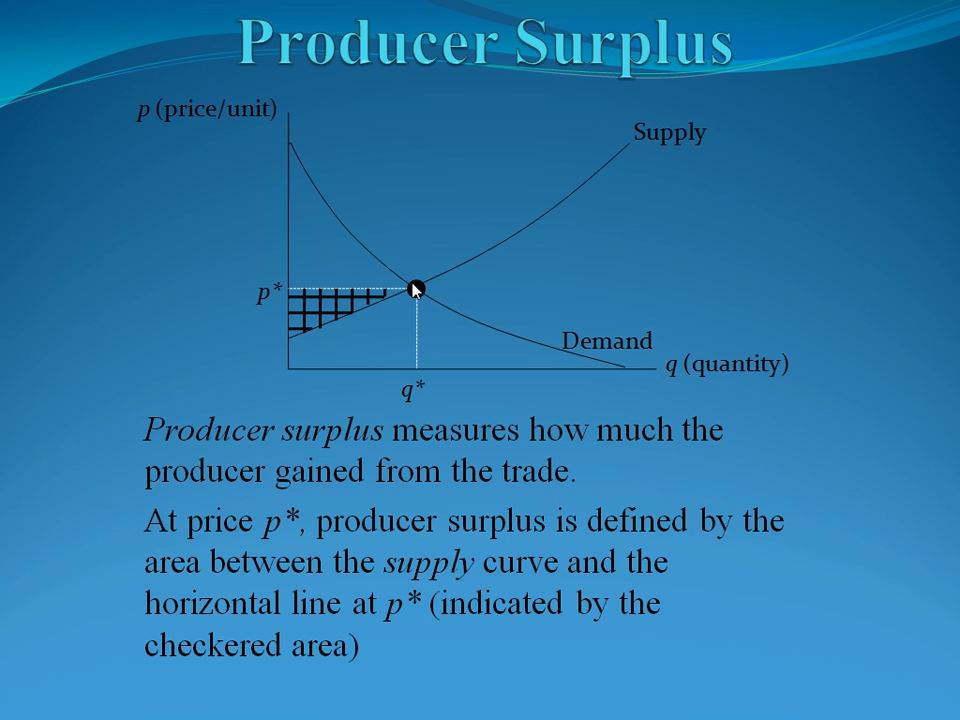 Producer Surplus
p (price/unit)
Supply
p*
Demand
q (quantity)
q*
Producer surplus measures how much the
producer gained from the trade.
At price p*, producer surplus is defined by the
area between the supply curve and the
horizontal line at p* (indicated by the
checkered area)